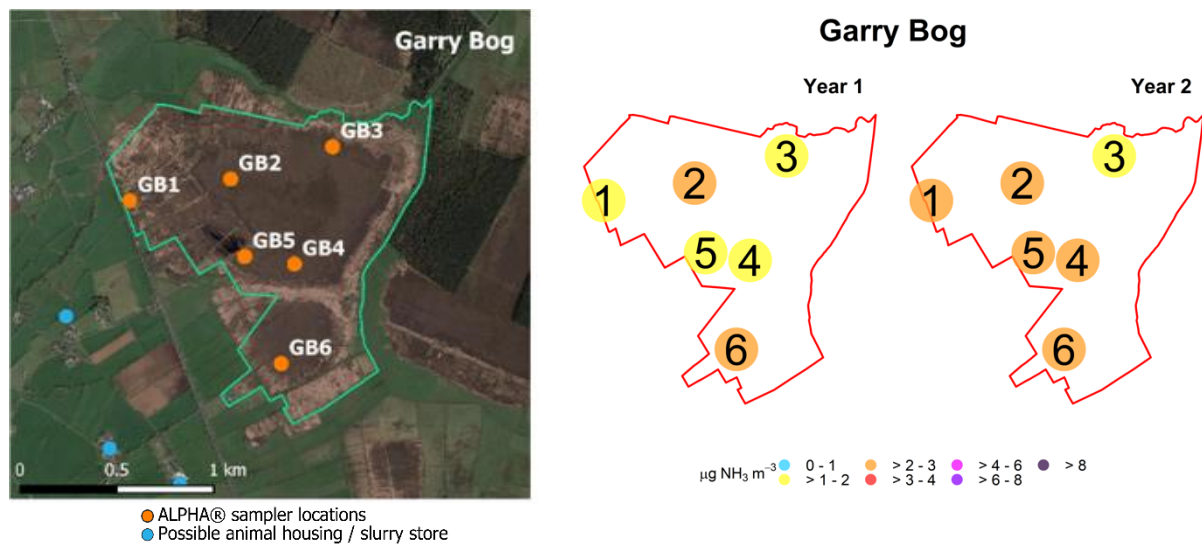 Garry Bog
GB3
GB2
GB1
GB5
GB4
GB6
0 0.5 1 km
ALPHA® sampler locations
Possible animal housing / slurry store
Garry Bog
Year 1
3
2
1
5
4
6
Year 2
3
2
1
5
4
6
µg NH₃ m⁻³
0 - 1 > 2 - 3 > 4 - 6 > 8
> 1 - 2 > 3 - 4 > 6 - 8